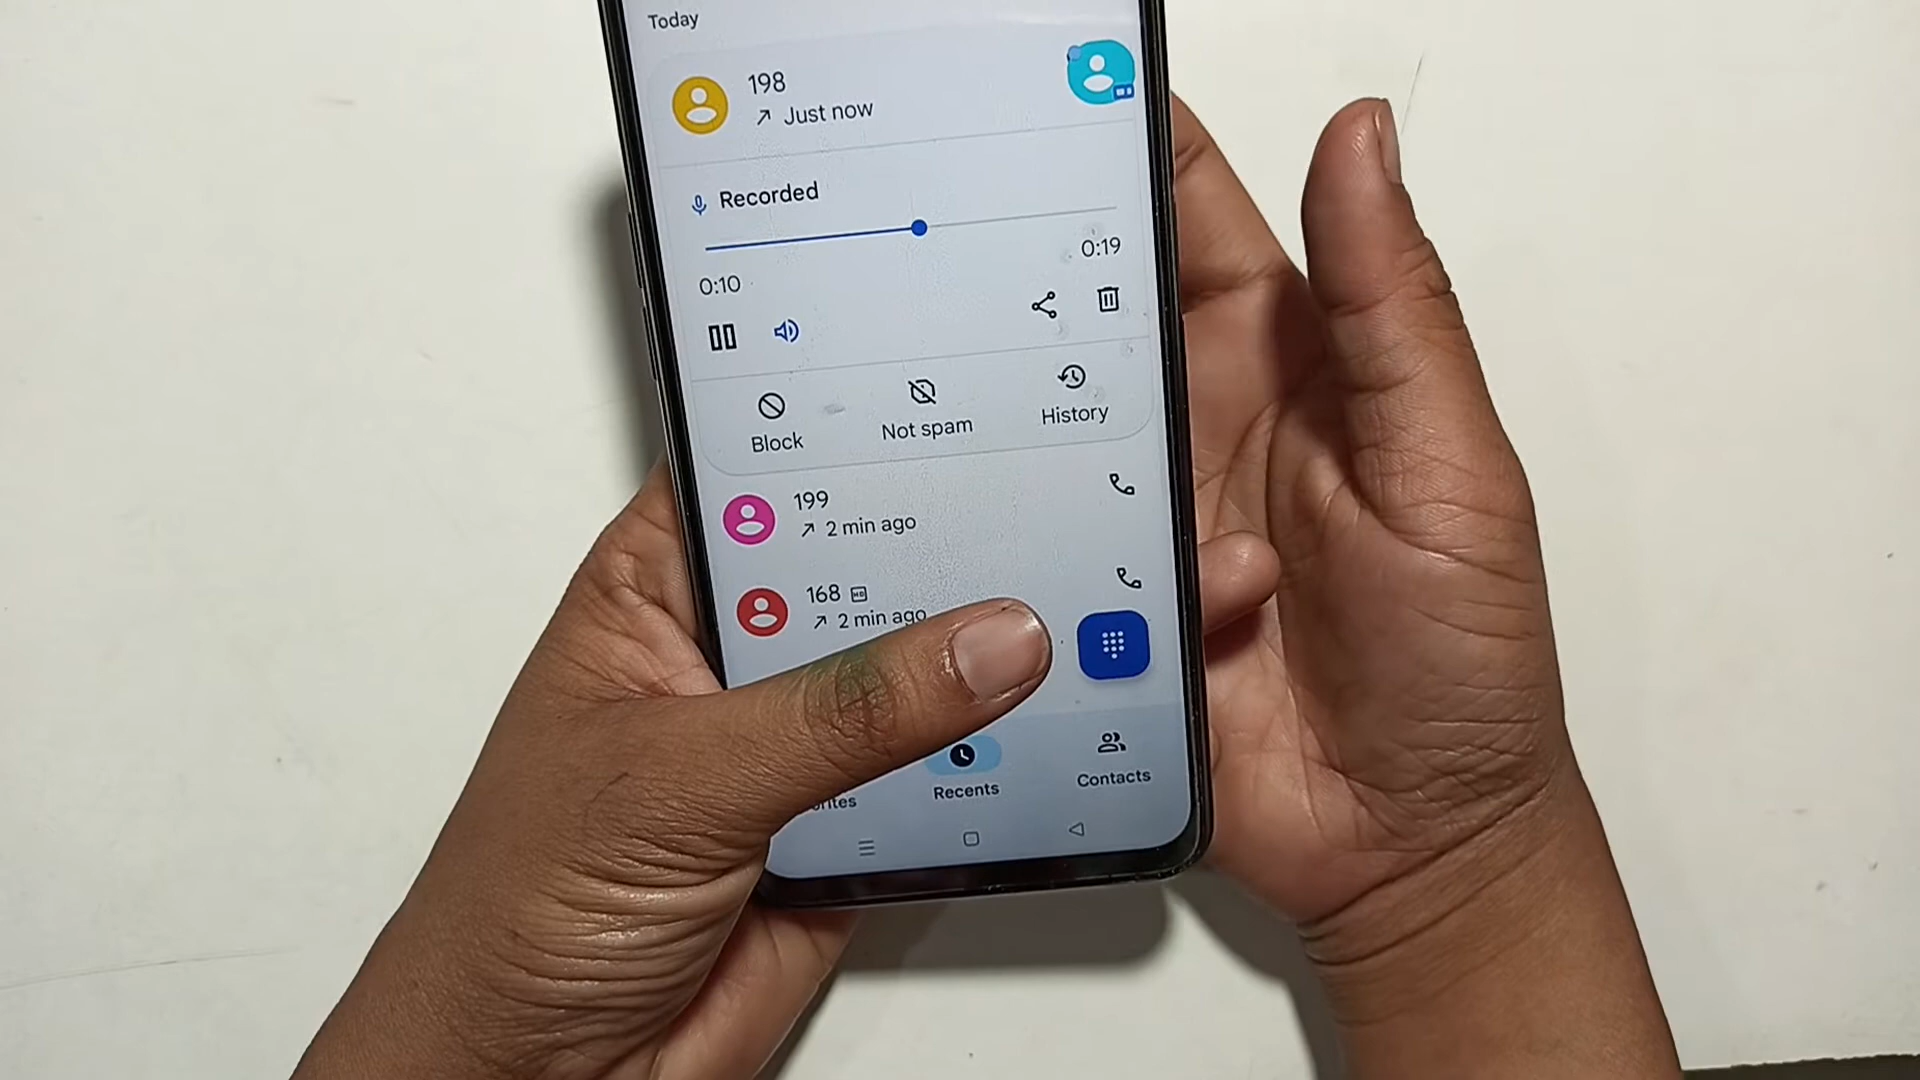 Today
198
Just now
Recorded
0:19
0:10
Block
Not spam
History
199
2 min ago
168 HD
2 min ago
Recents
Contacts